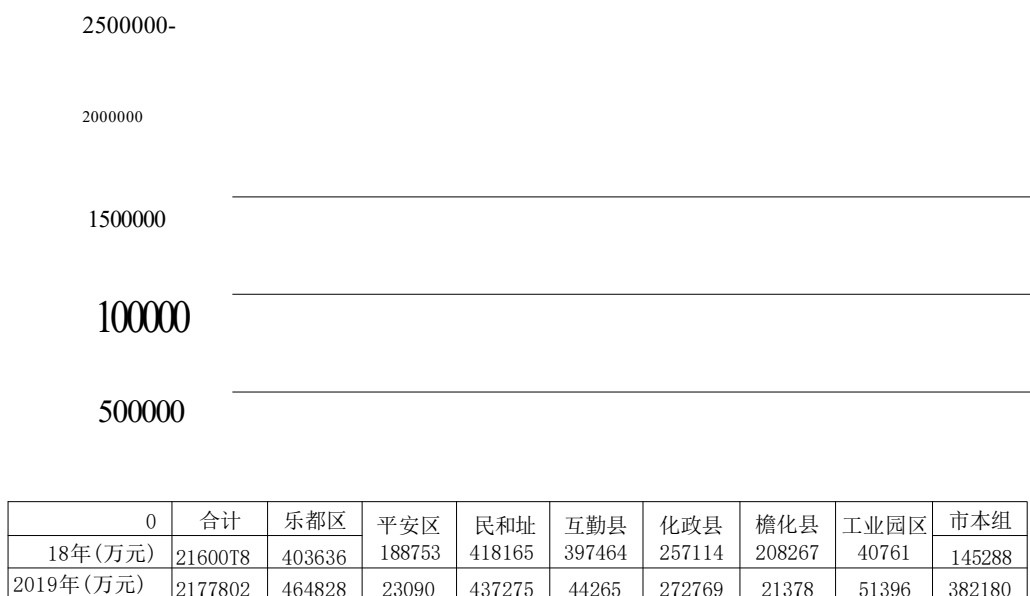 2500000-
2000000
1500000
100000
500000
0 合计 乐都区 平安区 民和址 互勤县 化政县 檐化县 工业园区 市本组
18年(万元) 21600T8 403636 188753 418165 397464 257114 208267 40761 145288
2019年(万元) 2177802 464828 23090 437275 44265 272769 21378 51396 382180